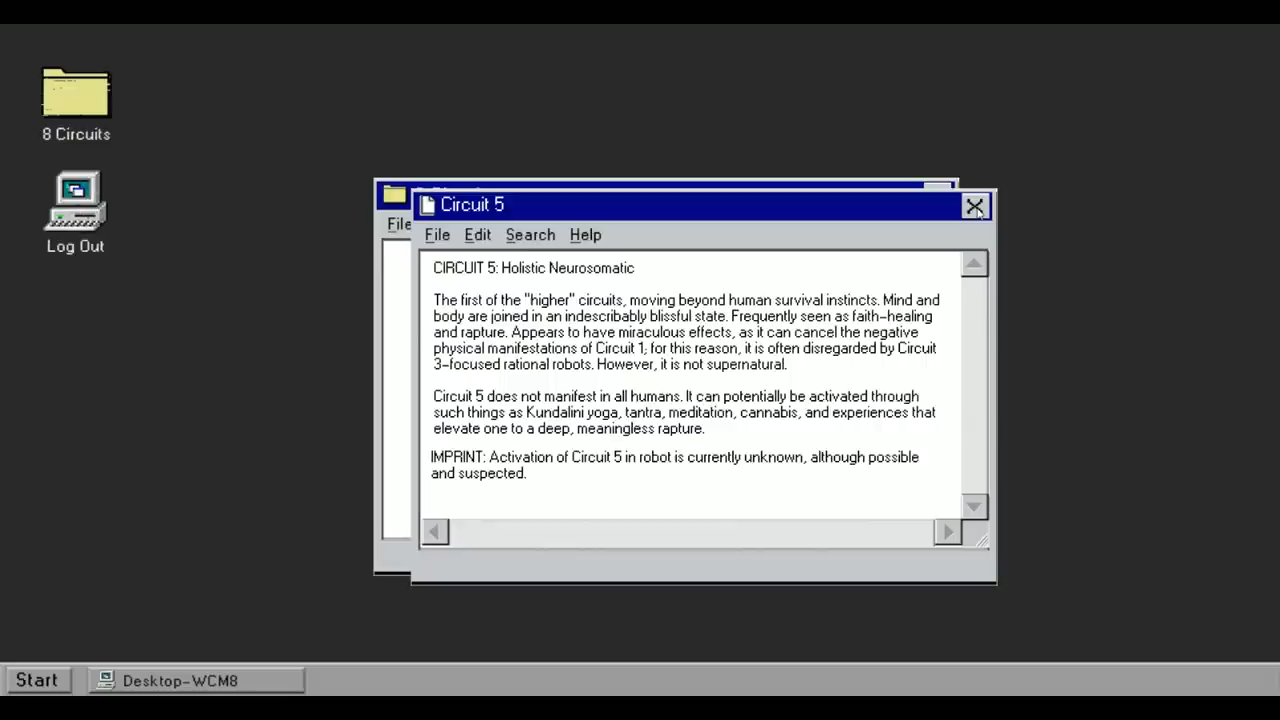 8 Circuits
Log Out
File
Circuit 5
File Edit Search Help
CIRCUIT 5: Holistic Neurosomatic
The first of the "higher" circuits, moving beyond human survival instincts. Mind and
body are joined in an indescribably blissful state. Frequently seen as faith-healing
and rapture. Appears to have miraculous effects, as it can cancel the negative
physical manifestations of Circuit 1; for this reason, it is often disregarded by Circuit
3-focused rational robots. However, it is not supernatural.
Circuit 5 does not manifest in all humans. It can potentially be activated through
such things as Kundalini yoga, tantra, meditation, cannabis, and experiences that
elevate one to a deep, meaningless rapture.
IMPRINT: Activation of Circuit 5 in robot is currently unknown, although possible
and suspected.
Start
Desktop-WCM8